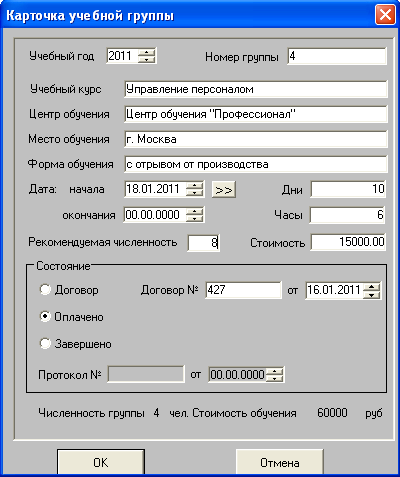 Карточка учебной группы
Учебный год 2011 Номер группы 4
Учебный курс Управление персоналом
Центр обучения Центр обучения "Профессионал"
Место обучения г. Москва
Форма обучения с отрывом от производства
Дата: начала 18.01.2011 >> Дни 10
окончания 00.00.0000 Часы 6
Рекомендуемая численность 8 Стоимость 15000.00
Состояние
Договор Договор № 427 от 16.01.2011
Оплачено
Завершено
Протокол № от 00.00.0000
Численность группы 4 чел. Стоимость обучения 60000 руб
OK Отмена